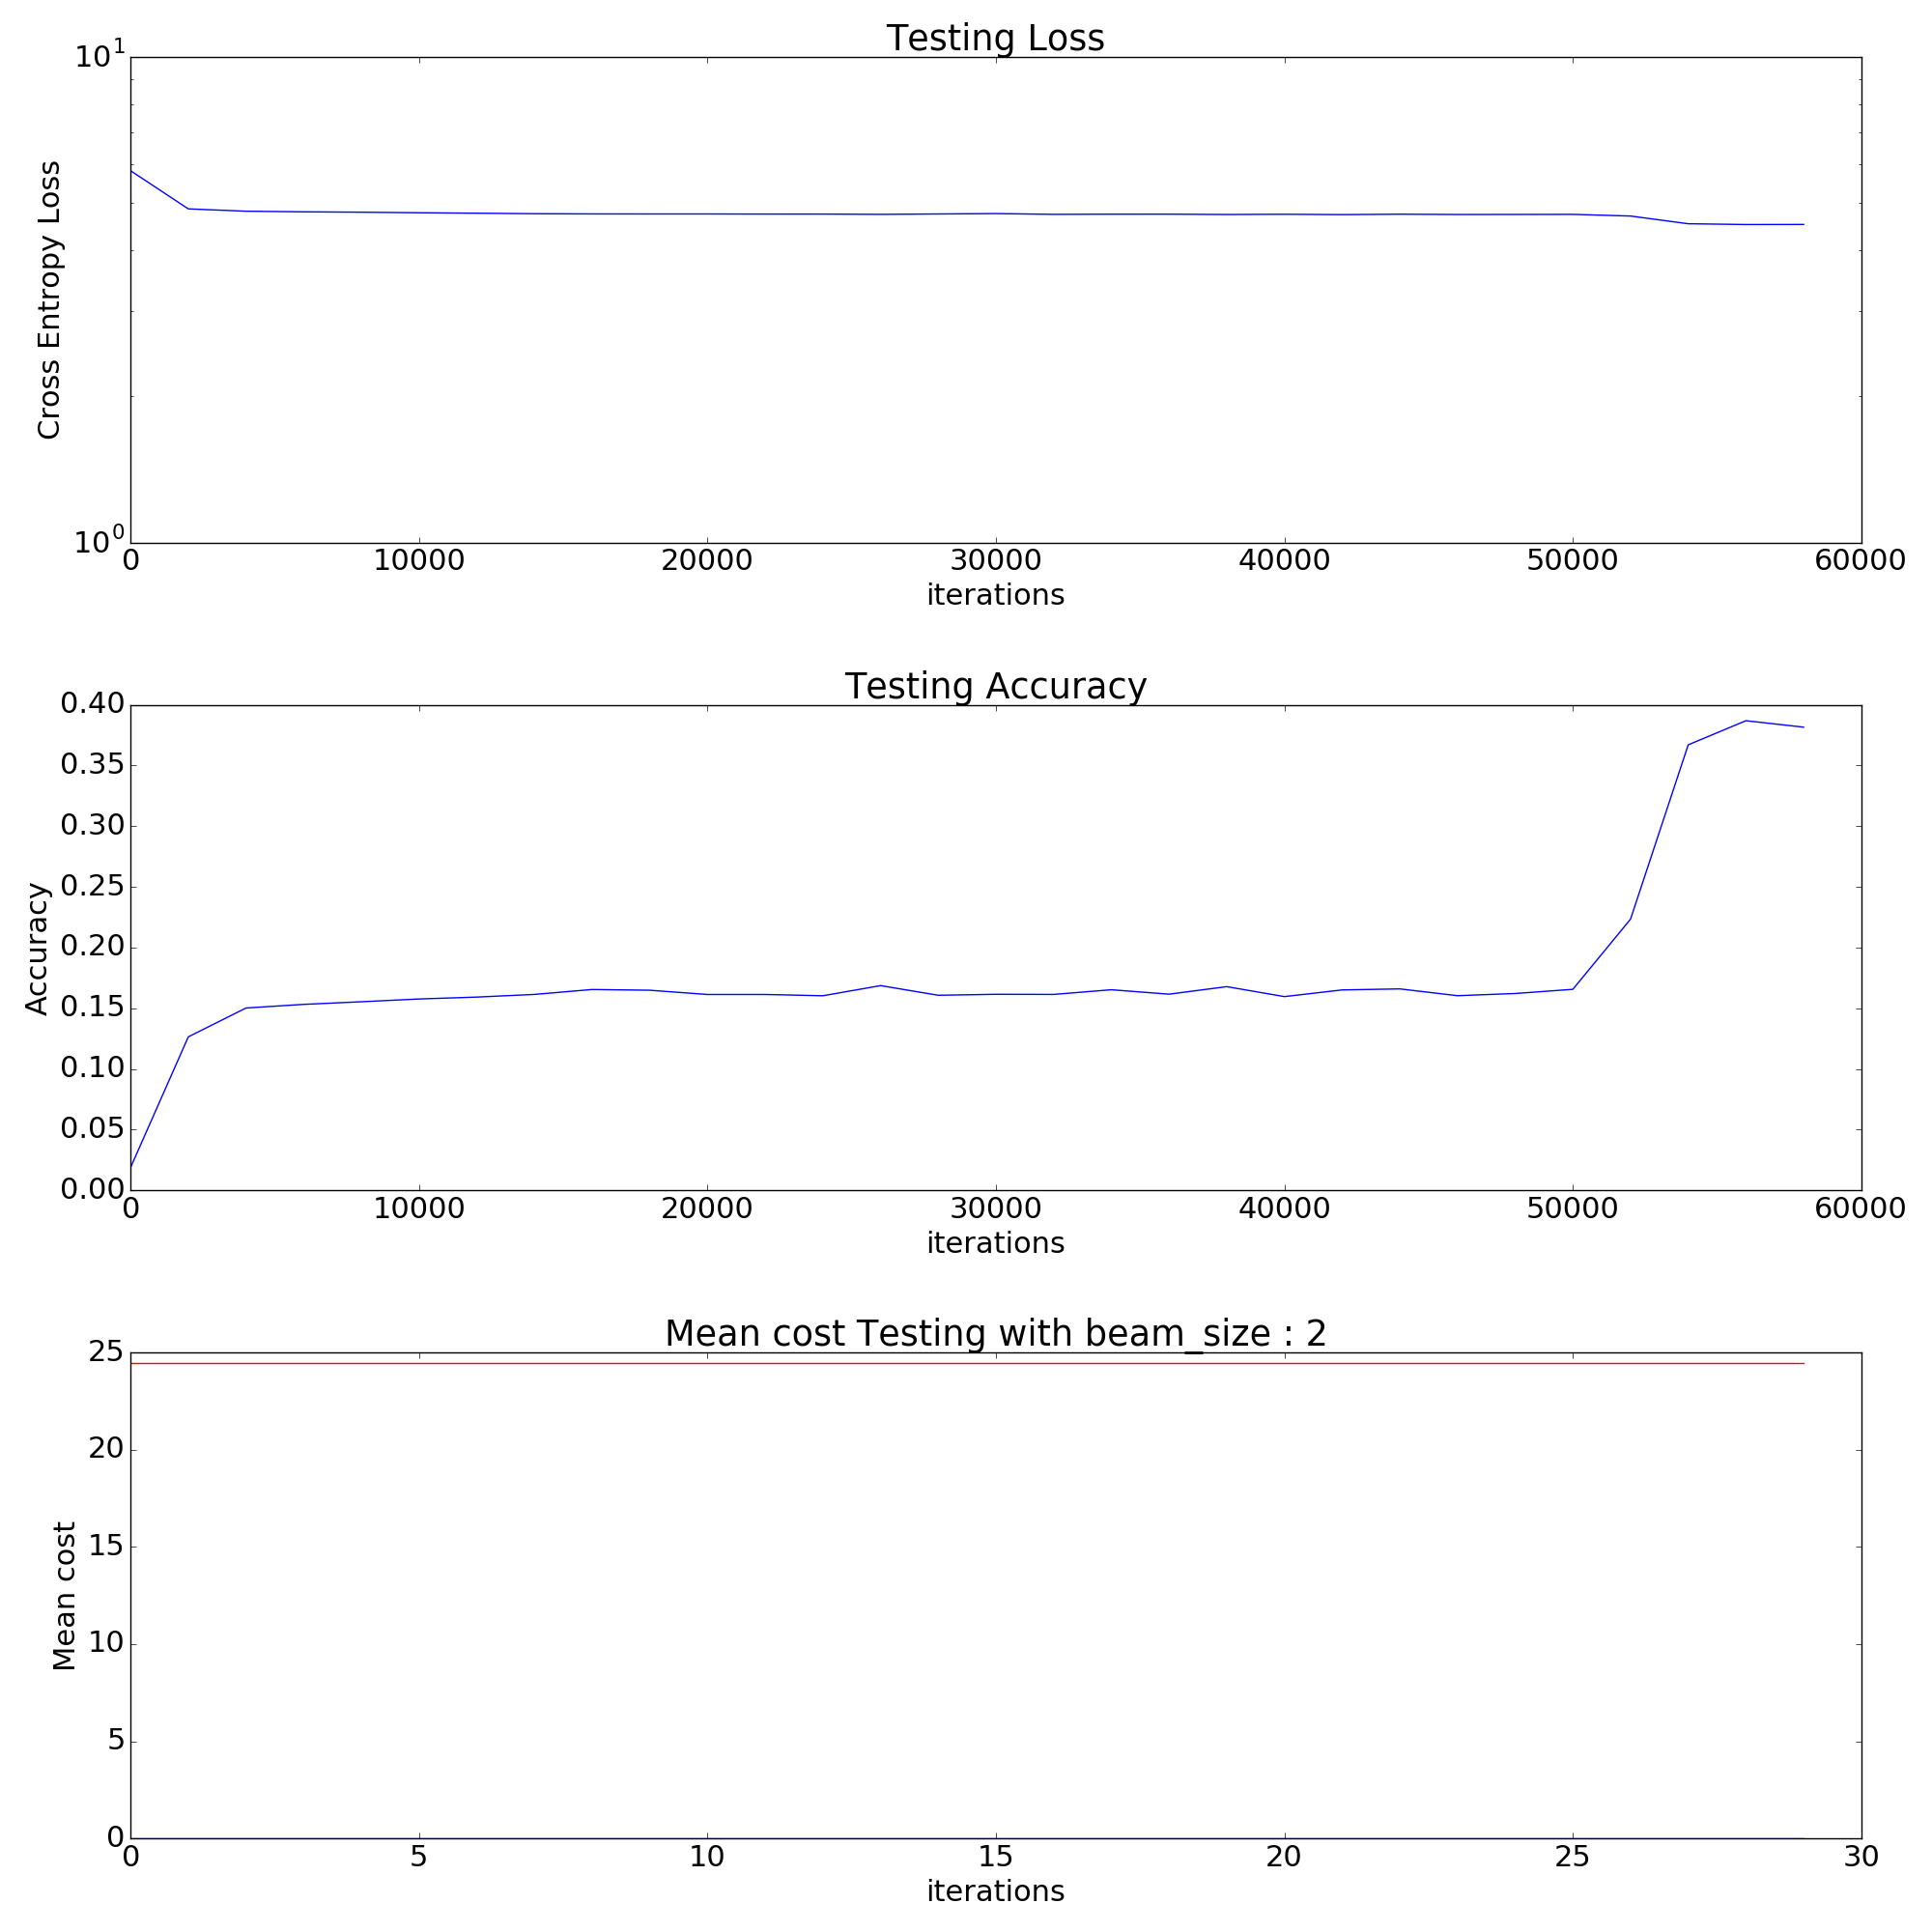 Testing Loss
10^1
10^0
Cross Entropy Loss
0 10000 20000 30000 40000 50000 60000
iterations
Testing Accuracy
0.40
0.35
0.30
0.25
0.20
0.15
0.10
0.05
0.00
Accuracy
0 10000 20000 30000 40000 50000 60000
iterations
Mean cost Testing with beam_size : 2
25
20
15
10
5
0
Mean cost
0 5 10 15 20 25 30
iterations